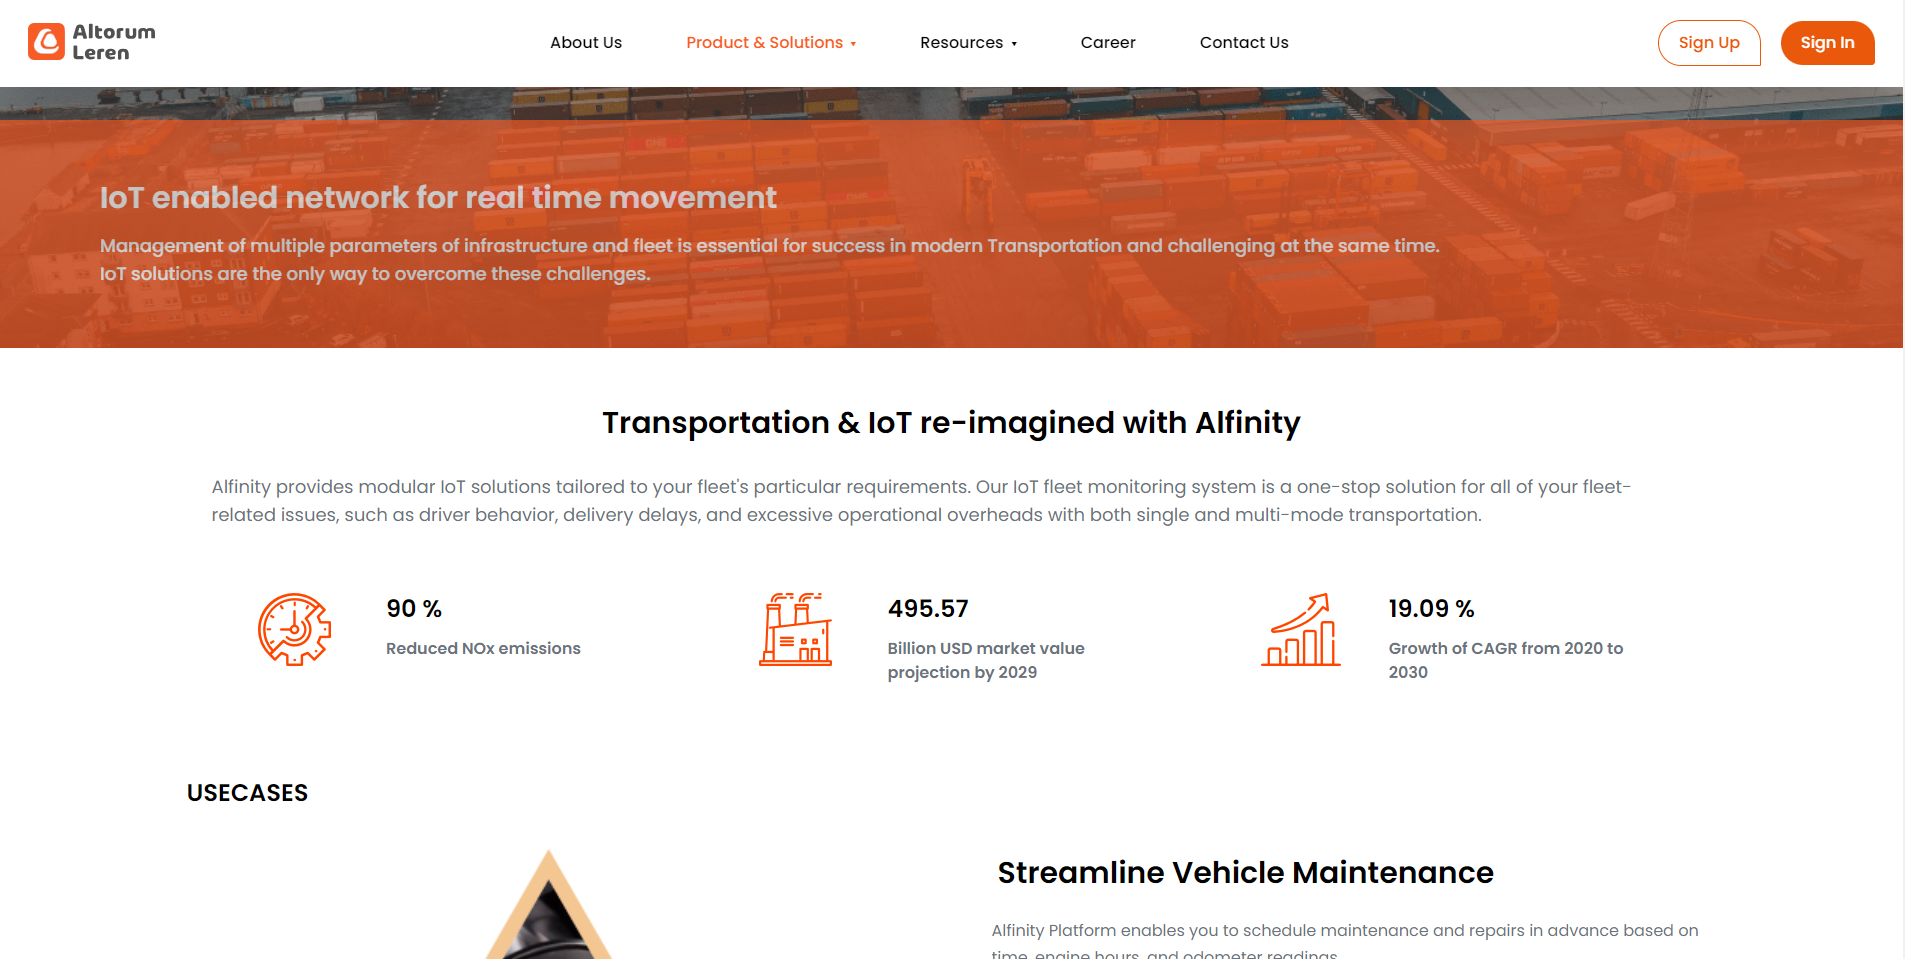 Altorum
Leren
About Us
Product & Solutions
Resources
Career
Contact Us
Sign Up
Sign In
IoT enabled network for real time movement
Management of multiple parameters of infrastructure and fleet is essential for success in modern Transportation and challenging at the same time.
IoT solutions are the only way to overcome these challenges.
Transportation & IoT re-imagined with Alfinity
Alfinity provides modular IoT solutions tailored to your fleet's particular requirements. Our IoT fleet monitoring system is a one-stop solution for all of your fleet-
related issues, such as driver behavior, delivery delays, and excessive operational overheads with both single and multi-mode transportation.
90 %
Reduced NOx emissions
495.57
Billion USD market value
projection by 2029
19.09 %
Growth of CAGR from 2020 to
2030
USECASES
Streamline Vehicle Maintenance
Alfinity Platform enables you to schedule maintenance and repairs in advance based on
time, engine hours, and odometer readings.